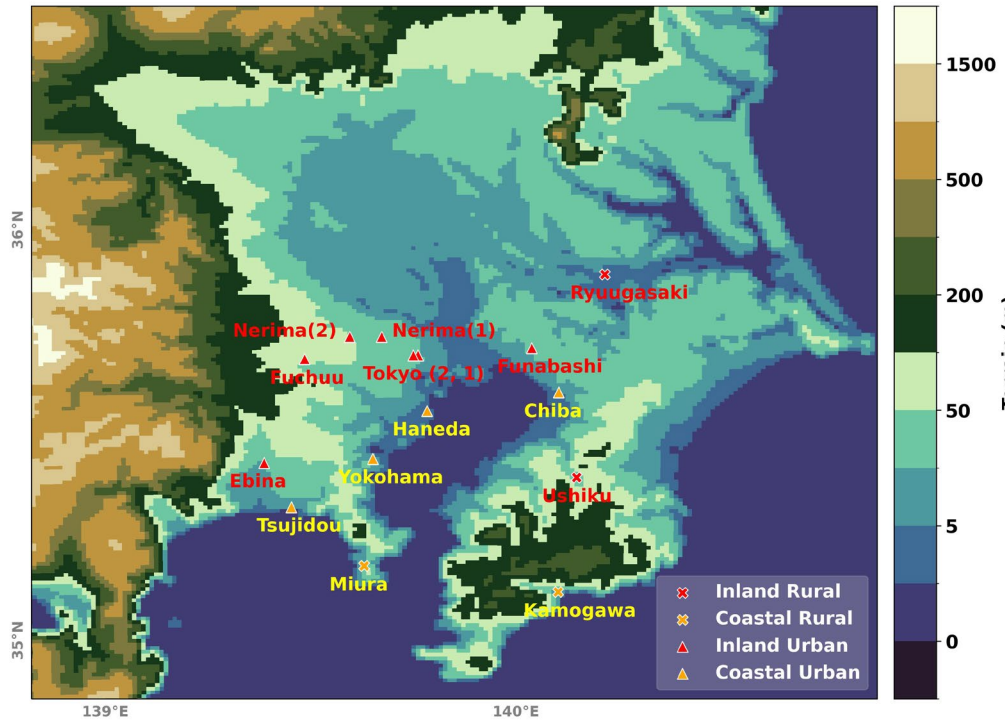 36°N
35°N
139°E
140°E
Ryuugasaki
Nerima(2)
Nerima(1)
Fuchuu
Tokyo (2, 1)
Funabashi
Chiba
Haneda
Yokohama
Ebina
Ushiku
Tsujidou
Miura
Kamogawa
Inland Rural
Coastal Rural
Inland Urban
Coastal Urban
1500
500
200
50
5
0